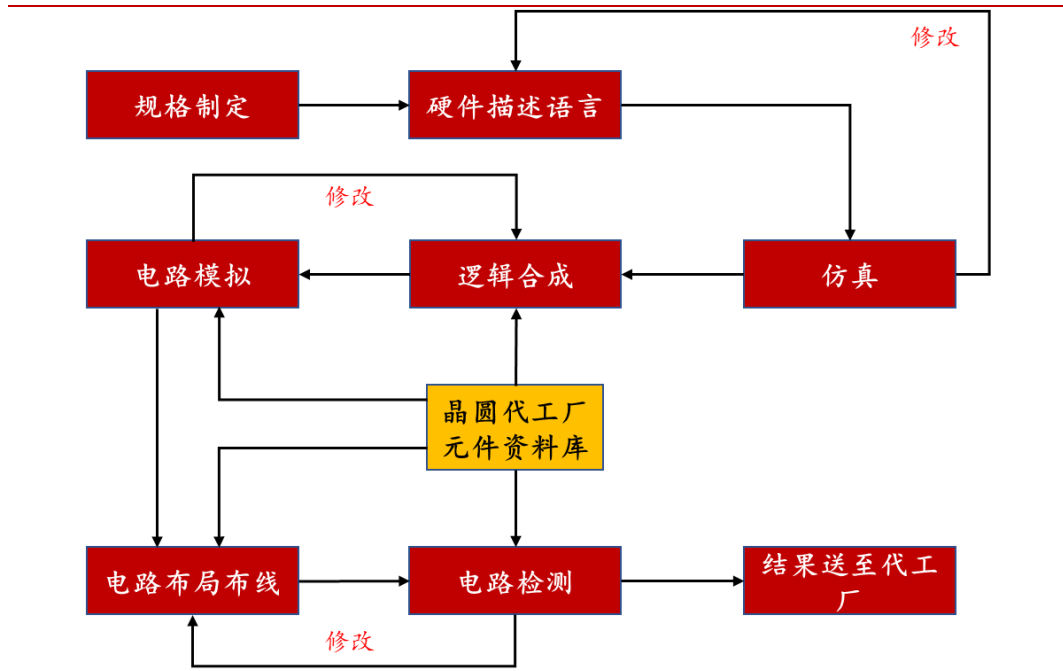 修改
规格制定
硬件描述语言
修改
电路模拟
逻辑合成
仿真
晶圆代工厂
元件资料库
电路布局布线
电路检测
结果送至代工
厂
修改